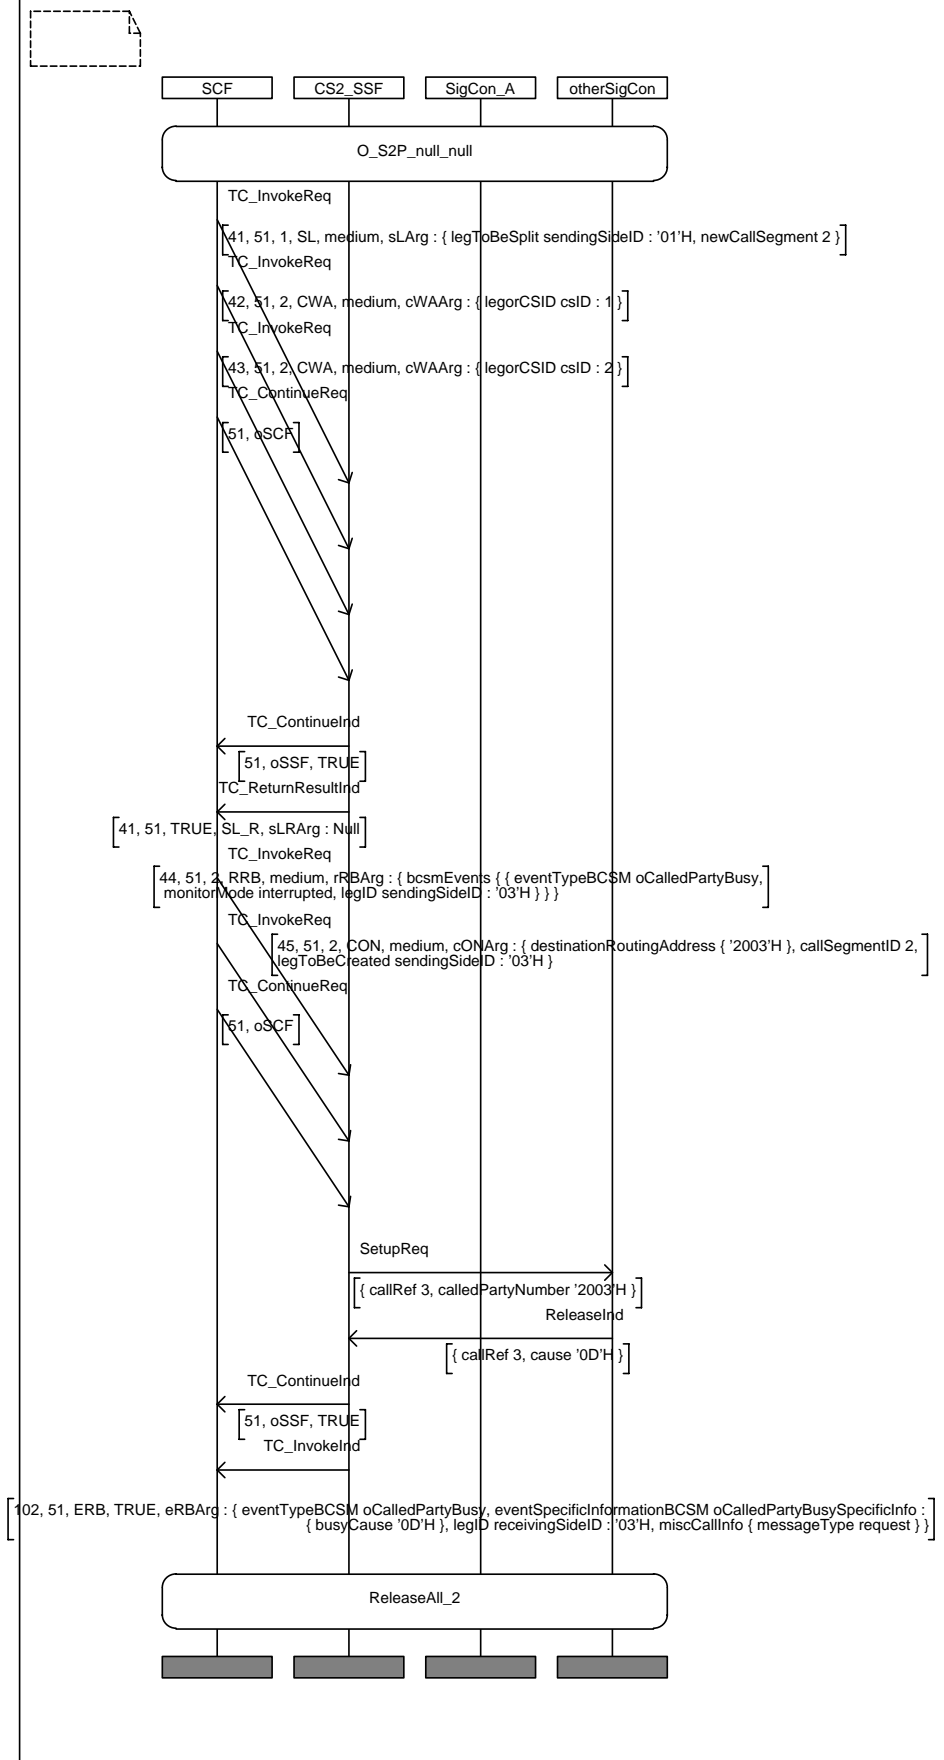 SCF CS2_SSF SigCon_A otherSigCon
O_S2P_null_null
TC_InvokeReq
41, 51, 1, SL, medium, sLArg : { legToBeSplit sendingSideID : '01'H, newCallSegment 2 }
TC_InvokeReq
42, 51, 2, CWA, medium, cWAArg : { legorCSID csID : 1 }
TC_InvokeReq
43, 51, 2, CWA, medium, cWAArg : { legorCSID csID : 2 }
TC_ContinueReq
51, oSCF
TC_ContinueInd
51, oSSF, TRUE
TC_ReturnResultInd
41, 51, TRUE, SL_R, sLRArg : Null
TC_InvokeReq
44, 51, 2, RRB, medium, rRBArg : { bcsmEvents { { eventTypeBCSM oCalledPartyBusy,
monitorMode interrupted, legID sendingSideID : '03'H } } }
TC_InvokeReq
45, 51, 2, CON, medium, cONArg : { destinationRoutingAddress { '2003'H }, callSegmentID 2,
legToBeCreated sendingSideID : '03'H }
TC_ContinueReq
51, oSCF
SetupReq
{ callRef 3, calledPartyNumber '2003'H }
ReleaseInd
{ callRef 3, cause '0D'H }
TC_ContinueInd
51, oSSF, TRUE
TC_InvokeInd
102, 51, ERB, TRUE, eRBArg : { eventTypeBCSM oCalledPartyBusy, eventSpecificInformationBCSM oCalledPartyBusySpecificInfo :
{ busyCause '0D'H }, legID receivingSideID : '03'H, miscCallInfo { messageType request } }
ReleaseAll_2